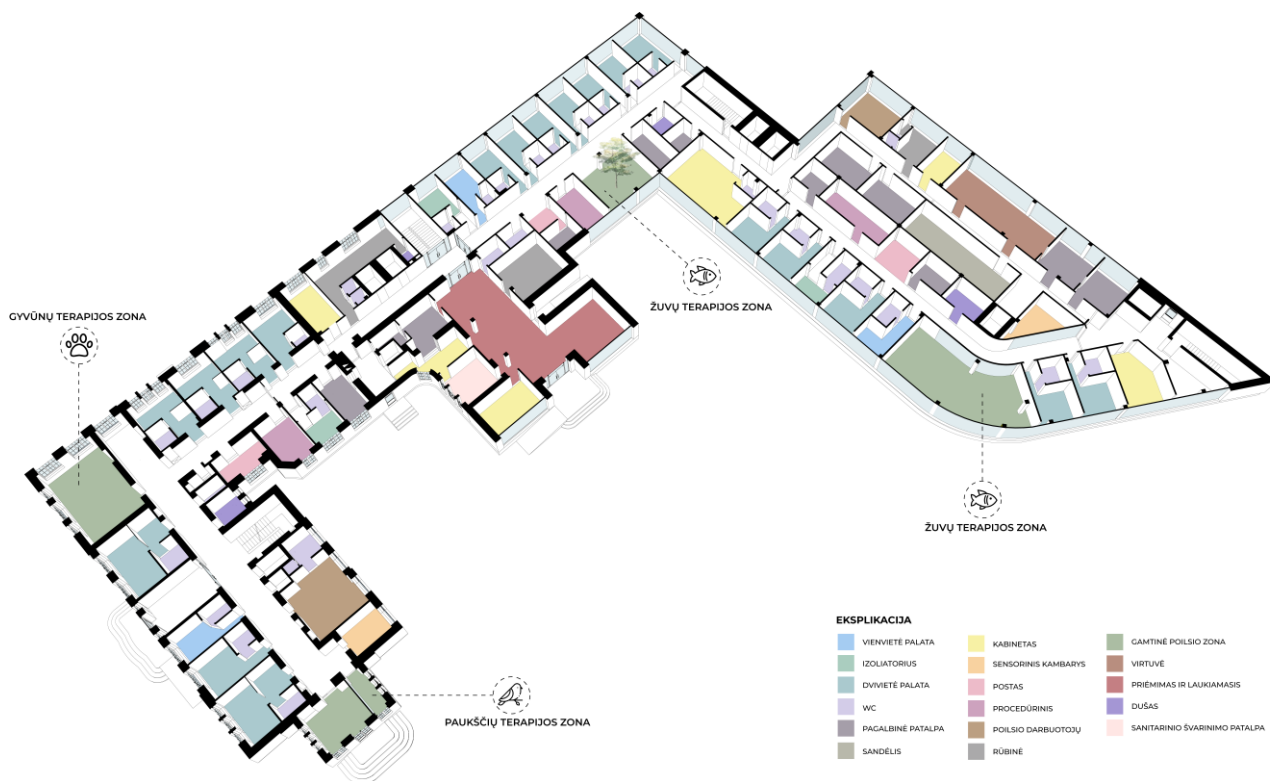 GYVŪNŲ TERAPIJOS ZONA
ŽUVŲ TERAPIJOS ZONA
ŽUVŲ TERAPIJOS ZONA
PAUKŠČIŲ TERAPIJOS ZONA
EKSPLIKACIJA
VIENVIETĖ PALATA
IZOLIATORIUS
DVIVIETĖ PALATA
WC
PAGALBINĖ PATALPA
SANDĖLIS
KABINETAS
SENSORINIS KAMBARYS
POSTAS
PROCEDŪRINIS
POILSIO DARBUOTOJŲ
RŪBINĖ
GAMTINĖ POILSIO ZONA
VIRTUVĖ
PRIĖMIMAS IR LAUKIAMASIS
DUŠAS
SANITARINIO ŠVARINIMO PATALPA